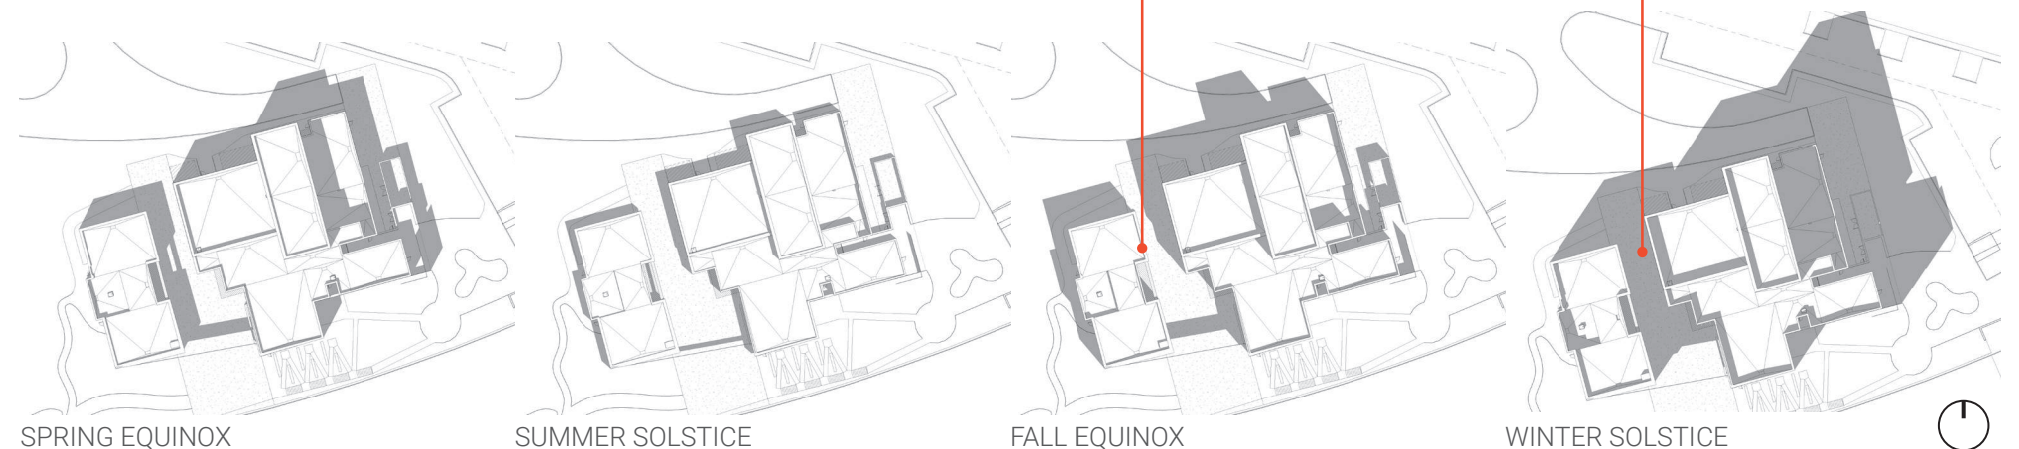 SPRING EQUINOX
SUMMER SOLSTICE
FALL EQUINOX
WINTER SOLSTICE